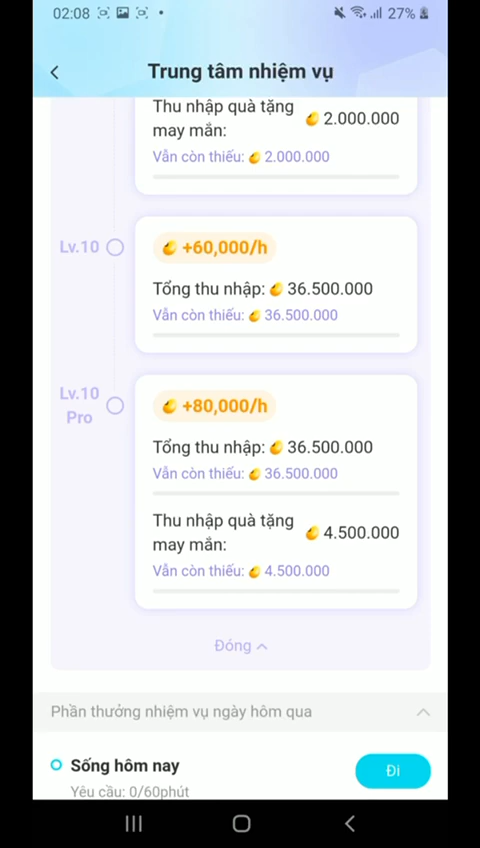 02:08
27%
Trung tâm nhiệm vụ
Thu nhập quà tặng
may mắn:
2.000.000
Vẫn còn thiếu: 2.000.000
Lv.10
+60,000/h
Tổng thu nhập: 36.500.000
Vẫn còn thiếu: 36.500.000
Lv.10
Pro
+80,000/h
Tổng thu nhập: 36.500.000
Vẫn còn thiếu: 36.500.000
Thu nhập quà tặng
may mắn:
4.500.000
Vẫn còn thiếu: 4.500.000
Đóng
Phần thưởng nhiệm vụ ngày hôm qua
Sống hôm nay
Đi
Yêu cầu: 0/60phút